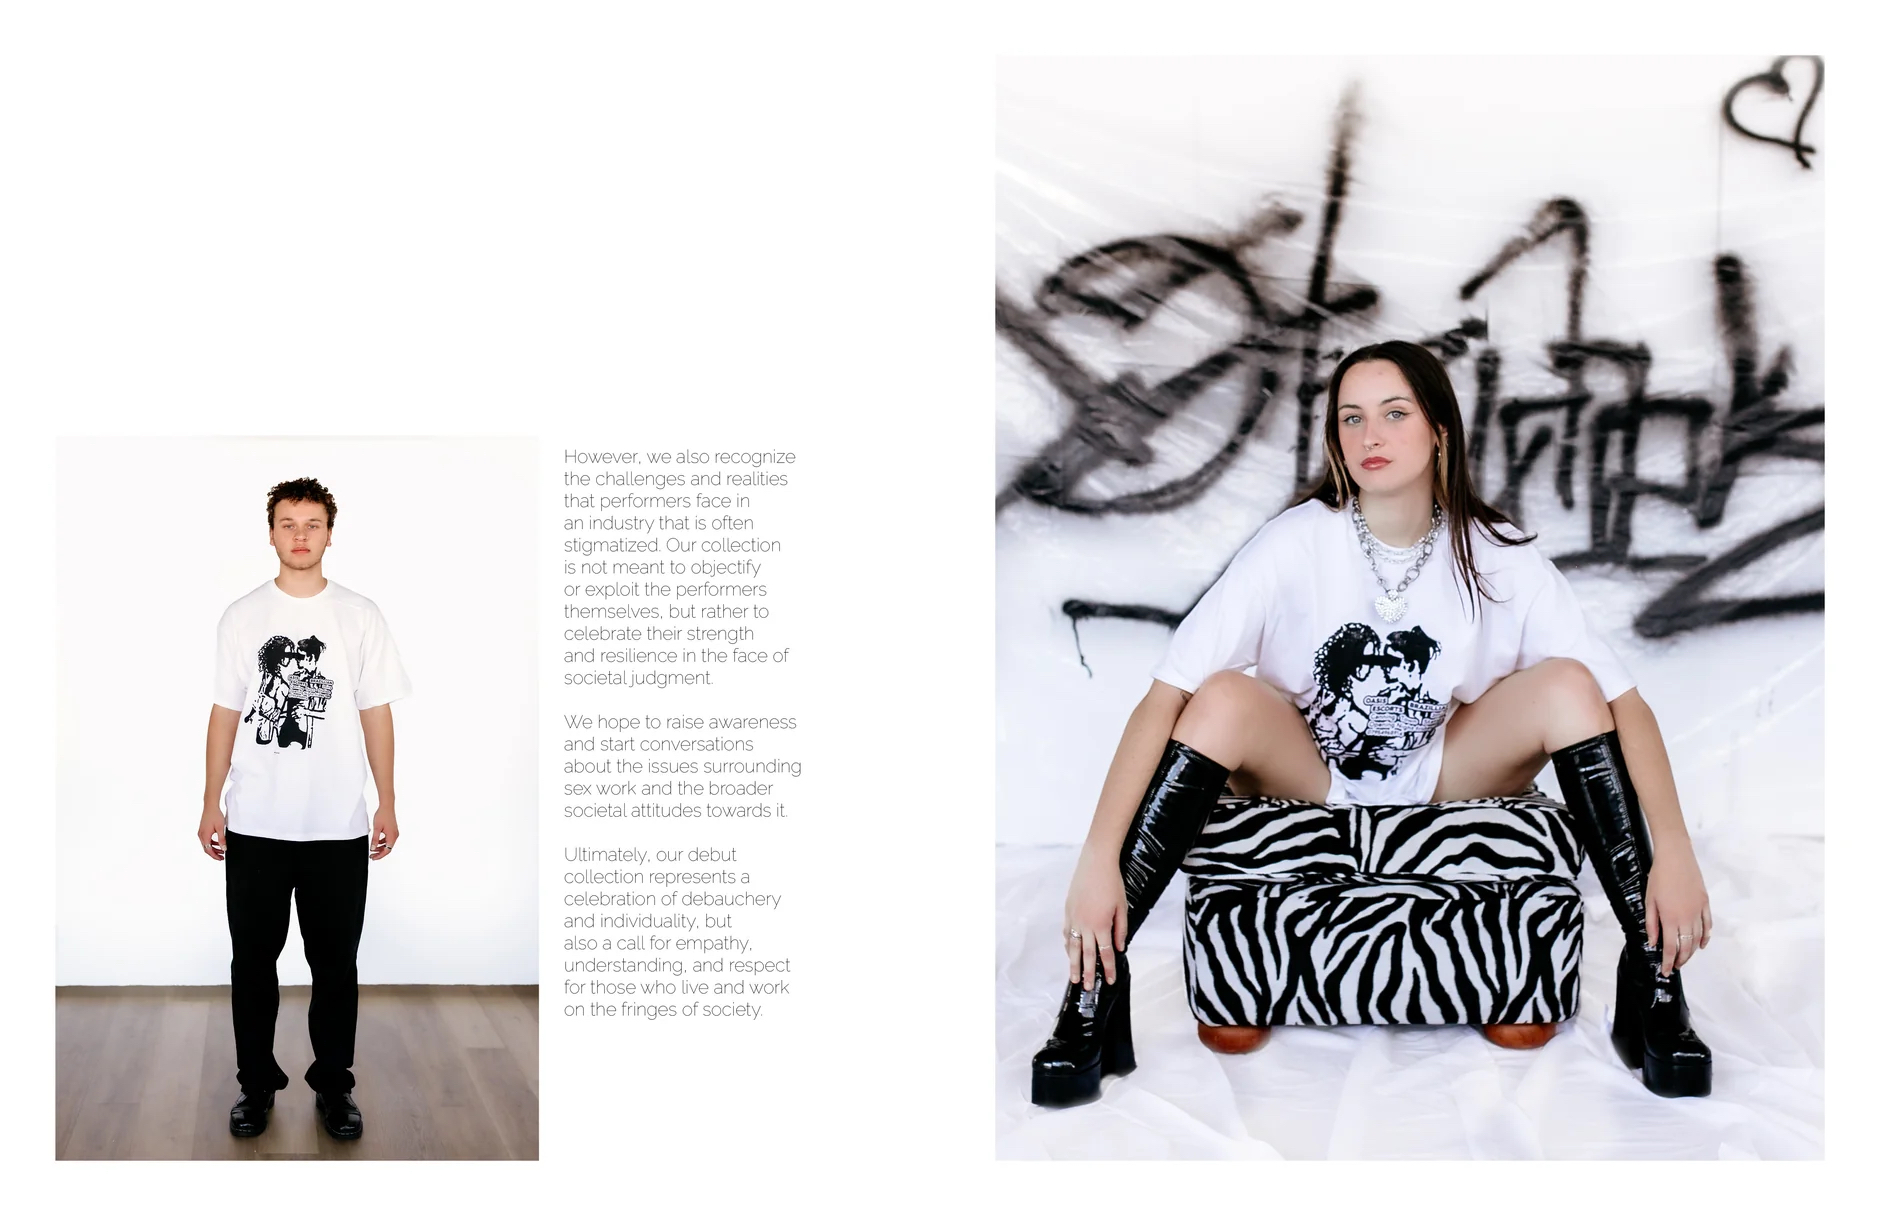 However, we also recognize
the challenges and realities
that performers face in
an industry that is often
stigmatized. Our collection
is not meant to objectify
or exploit the performers
themselves, but rather to
celebrate their strength
and resilience in the face of
societal judgment.
We hope to raise awareness
and start conversations
about the issues surrounding
sex work and the broader
societal attitudes towards it.
Ultimately, our debut
collection represents a
celebration of debauchery
and individuality, but
also a call for empathy,
understanding, and respect
for those who live and work
on the fringes of society.
OASIS
ESCORTS